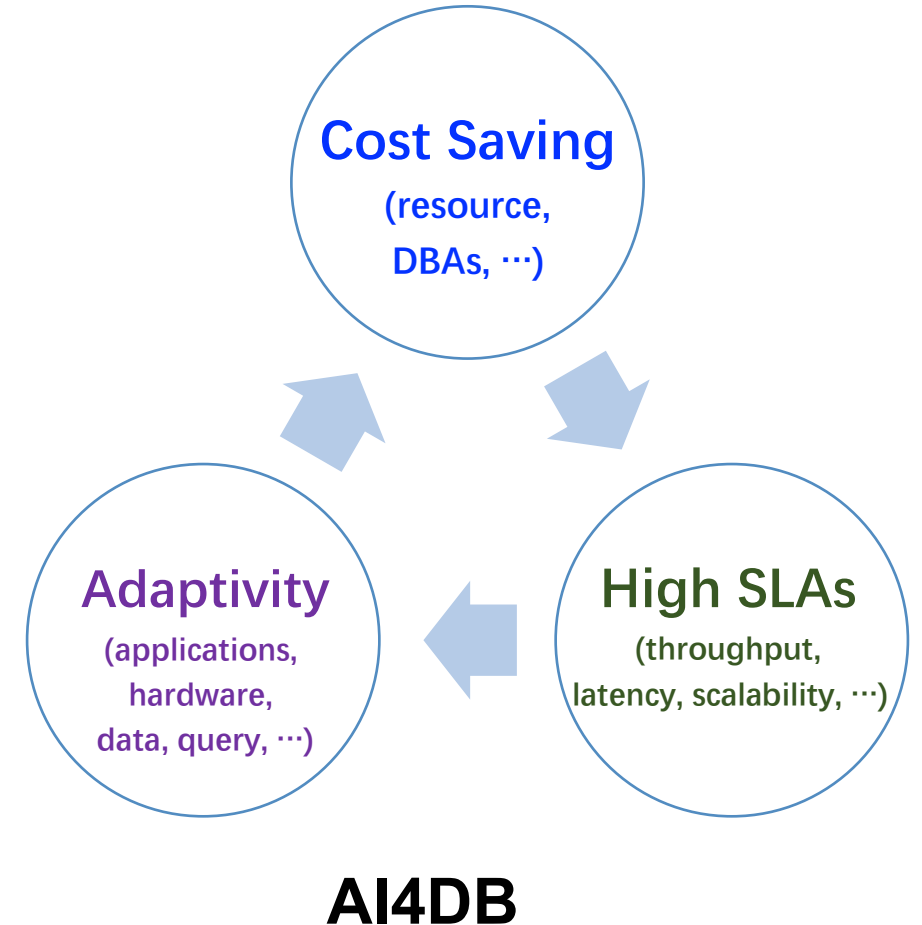 Cost Saving
(resource,
DBAs, ···)
Adaptivity
(applications,
hardware,
data, query, ···)
High SLAs
(throughput,
latency, scalability, ···)
AI4DB